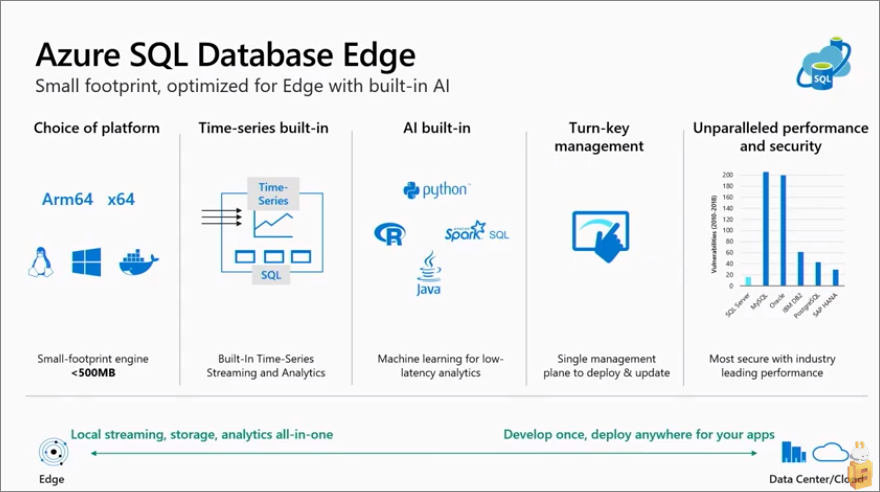 Azure SQL Database Edge
Small footprint, optimized for Edge with built-in AI
SQL
Choice of platform
Arm64 x64
Small-footprint engine
<500MB
Time-series built-in
Time-
Series
SQL
Built-In Time-Series
Streaming and Analytics
AI built-in
python
R
Spark SQL
Java
Machine learning for low-
latency analytics
Turn-key
management
Single management
plane to deploy & update
Unparalleled performance
and security
Vulnerabilities (2010-2018)
200
180
160
140
120
100
80
60
40
20
0
SQL Server
MySQL
Oracle
IBM DB2
PostgreSQL
SAP HANA
Most secure with industry
leading performance
Local streaming, storage, analytics all-in-one
Develop once, deploy anywhere for your apps
Edge
Data Center/Cloud